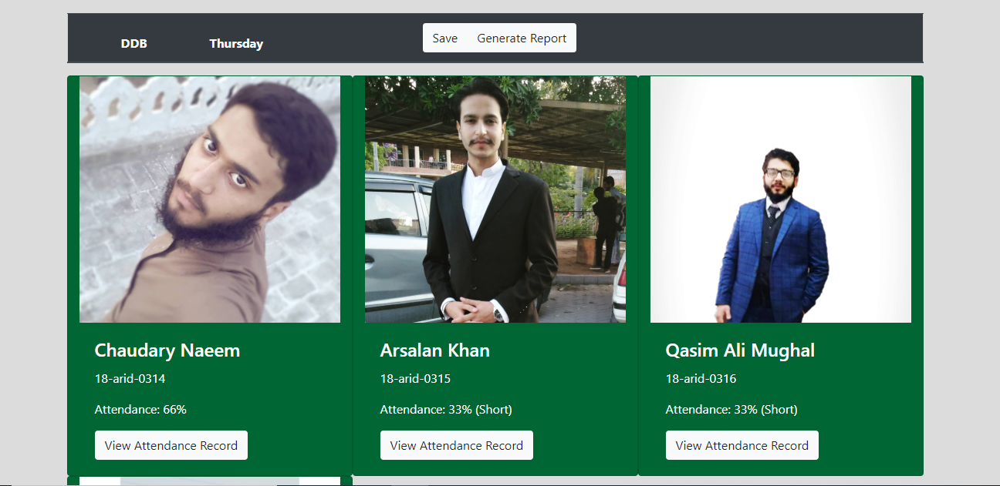 DDB Thursday Save Generate Report
Chaudary Naeem Arsalan Khan Qasim Ali Mughal
18-arid-0314 18-arid-0315 18-arid-0316
Attendance: 66% Attendance: 33% (Short) Attendance: 33% (Short)
View Attendance Record View Attendance Record View Attendance Record